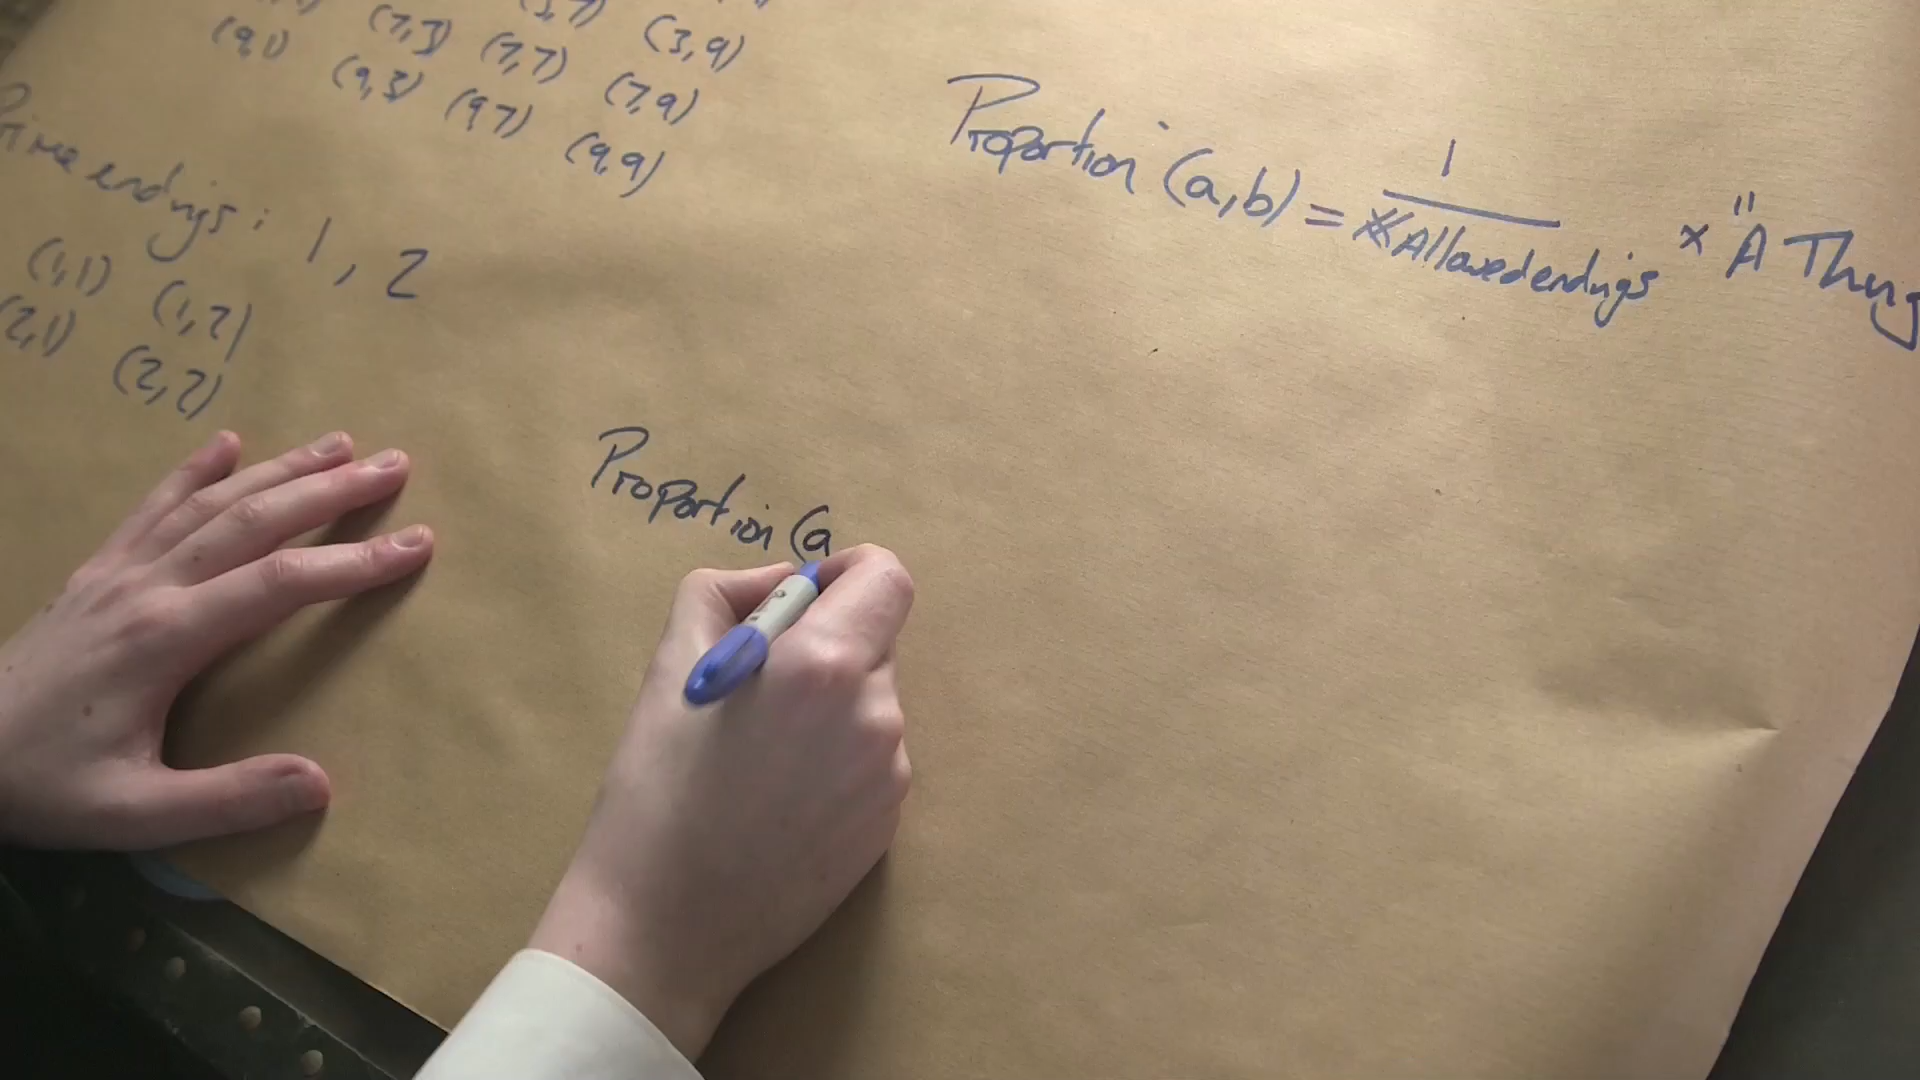 (7,3) (7,7) (3,9)
(9,1) (9,3) (9,7) (7,9)
(9,9)
Prime endings: 1, 2
(1,1) (1,2)
(2,1) (2,2)
Proportion (a,b) = 1 / Allowed endings x "A Thing
Proportion (a